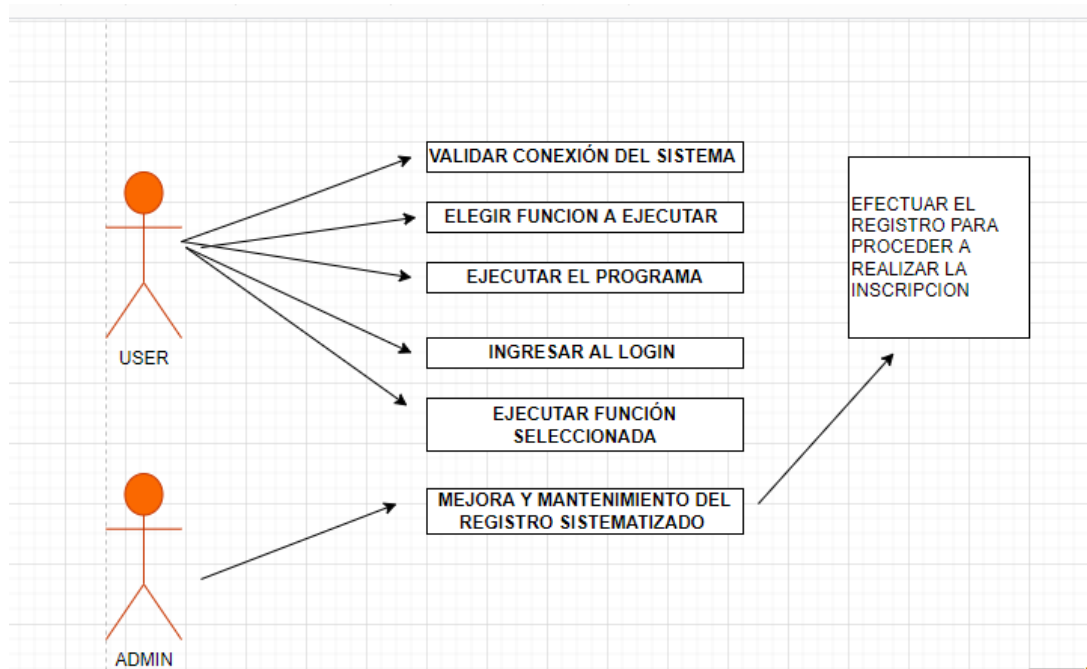 VALIDAR CONEXIÓN DEL SISTEMA
ELEGIR FUNCION A EJECUTAR
EJECUTAR EL PROGRAMA
INGRESAR AL LOGIN
EJECUTAR FUNCIÓN
SELECCIONADA
MEJORA Y MANTENIMIENTO DEL
REGISTRO SISTEMATIZADO
EFECTUAR EL
REGISTRO PARA
PROCEDER A
REALIZAR LA
INSCRIPCION
USER
ADMIN